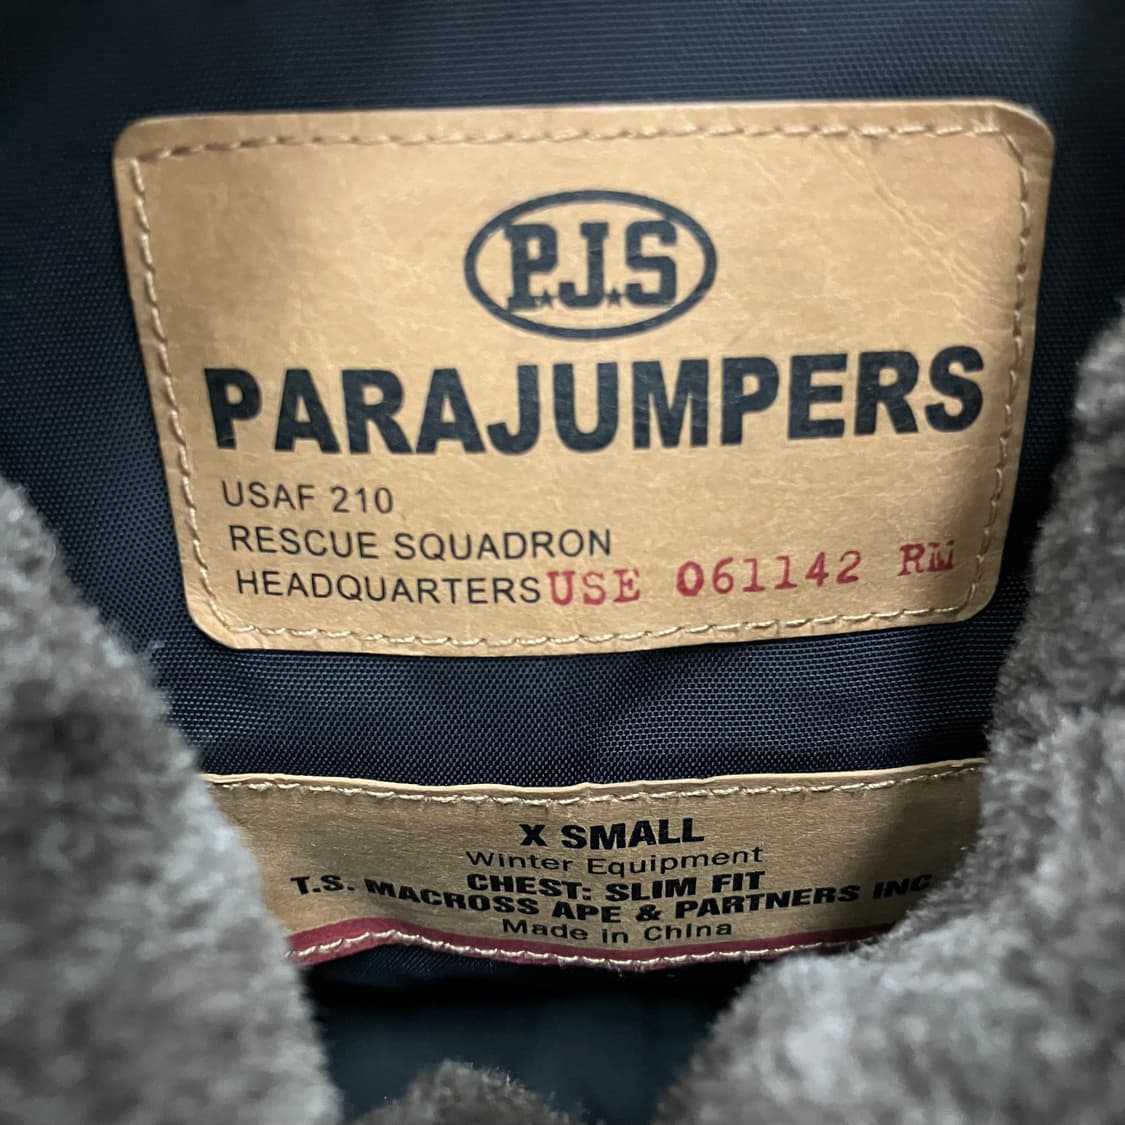 P.J.S
PARAJUMPERS
USAF 210
RESCUE SQUADRON
HEADQUARTERS USE 061142 RM
X SMALL
Winter Equipment
CHEST: SLIM FIT
T.S. MACROSS APE & PARTNERS INC
Made in China